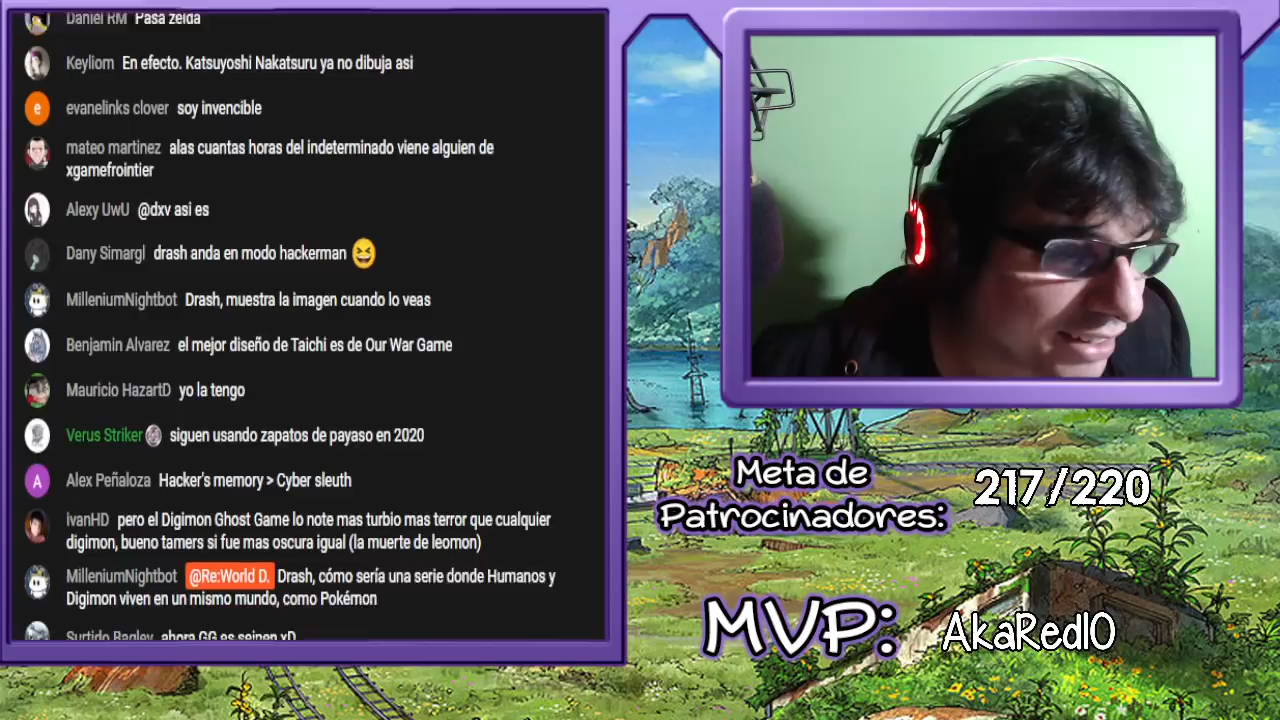 Daniel RM Pasa zelda
Keyliom En efecto. Katsuyoshi Nakatsuru ya no dibuja asi
e
evanelinks clover soy invencible
mateo martinez alas cuantas horas del indeterminado viene alguien de
xgamefrointier
Alexy UwU @dxv asi es
Dany Simargl drash anda en modo hackerman
MilleniumNightbot Drash, muestra la imagen cuando lo veas
Benjamin Alvarez el mejor diseño de Taichi es de Our War Game
Mauricio HazartD yo la tengo
Verus Striker siguen usando zapatos de payaso en 2020
A
Alex Peñaloza Hacker's memory > Cyber sleuth
ivanHD pero el Digimon Ghost Game lo note mas turbio mas terror que cualquier
digimon, bueno tamers si fue mas oscura igual (la muerte de leomon)
MilleniumNightbot @Re:World D. Drash, cómo sería una serie donde Humanos y
Digimon viven en un mismo mundo, como Pokémon
Surtido Bagley ahora GG es seinen xD
Meta de
Patrocinadores:
217/220
MVP:
AkaRed10